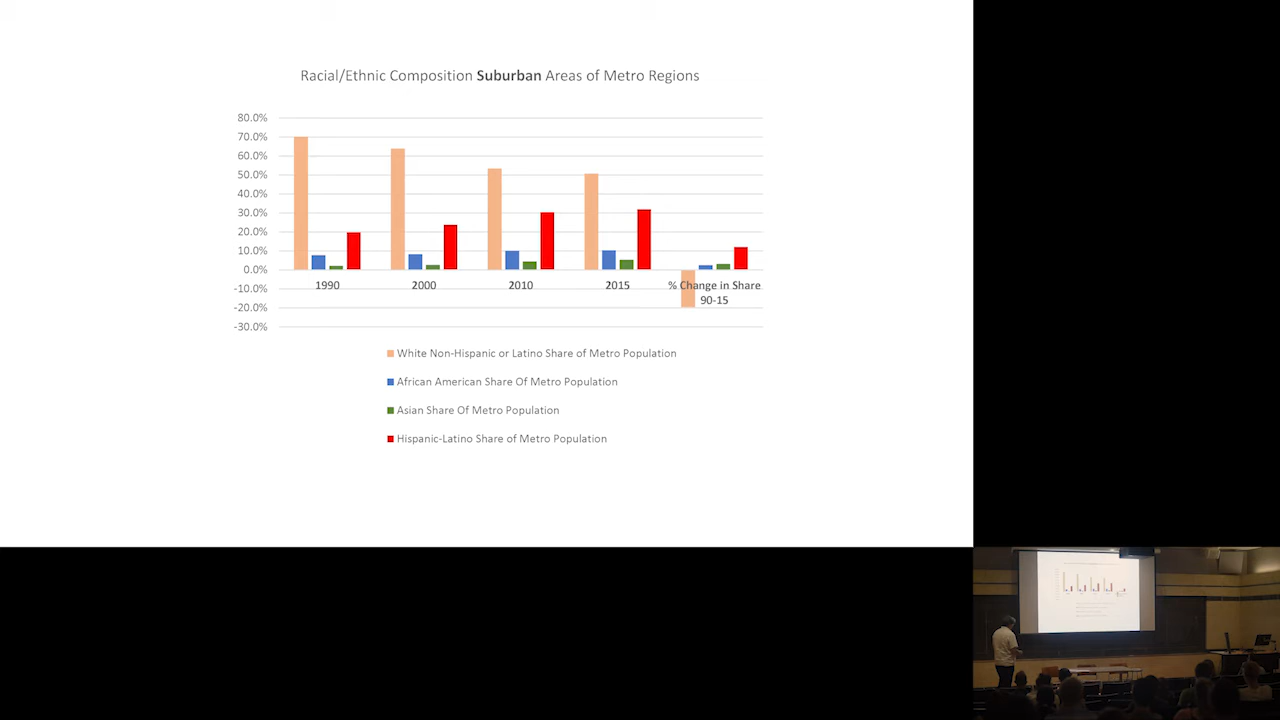 Racial/Ethnic Composition Suburban Areas of Metro Regions
80.0%
70.0%
60.0%
50.0%
40.0%
30.0%
20.0%
10.0%
0.0%
-10.0%
-20.0%
-30.0%
1990
2000
2010
2015
% Change in Share
90-15
White Non-Hispanic or Latino Share of Metro Population
African American Share Of Metro Population
Asian Share Of Metro Population
Hispanic-Latino Share of Metro Population